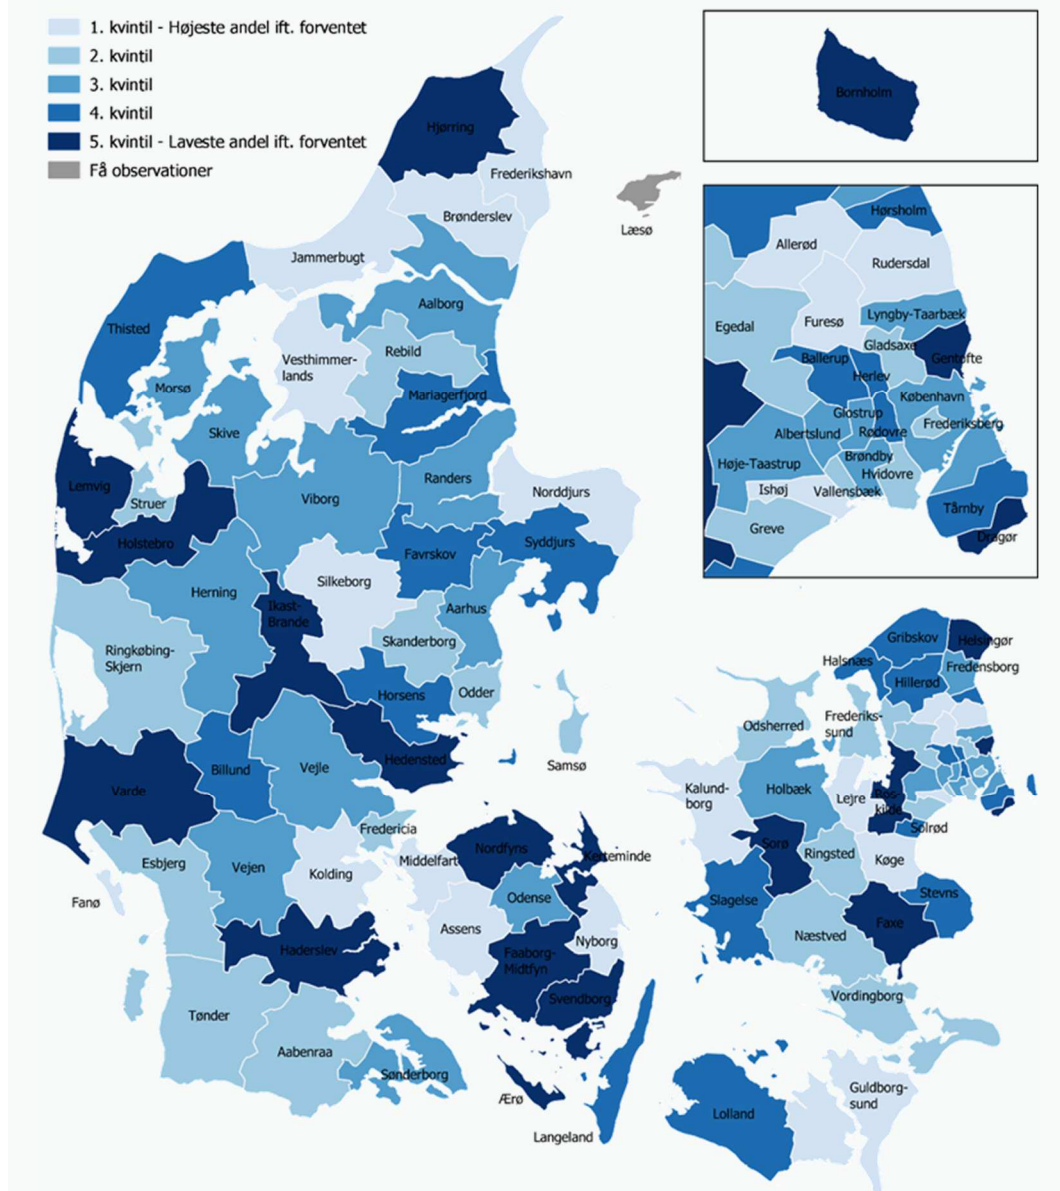 1. kvintil - Højeste andel ift. forventet
2. kvintil
3. kvintil
4. kvintil
5. kvintil - Laveste andel ift. forventet
Få observationer
Hjørring
Frederikshavn
Brønderslev
Jammerbugt
Læsø
Thisted
Aalborg
Vesthimmer-
lands
Rebild
Morsø
Mariagerfjord
Skive
Lemvig
Struer
Viborg
Randers
Norddjurs
Holstebro
Favrskov
Syddjurs
Herning
Silkeborg
Ikast-
Brande
Aarhus
Skanderborg
Ringkøbing-
Skjern
Horsens
Odder
Hedensted
Samsø
Billund
Vejle
Varde
Fredericia
Esbjerg
Vejen
Kolding
Middelfart
Nordfyns
Kerteminde
Fanø
Odense
Assens
Nyborg
Haderslev
Faaborg-
Midtfyn
Svendborg
Tønder
Aabenraa
Sønderborg
Ærø
Langeland
Bornholm
Hørsholm
Allerød
Rudersdal
Egedal
Furesø
Lyngby-Taarbæk
Gladsaxe
Ballerup
Gentofte
Herlev
København
Glostrup
Frederiksberg
Albertslund
Rødovre
Brøndby
Høje-Taastrup
Hvidovre
Ishøj
Vallensbæk
Greve
Tårnby
Dragør
Gribskov
Helsingør
Halsnæs
Fredensborg
Hillerød
Odsherred
Frederiks-
sund
Kalund-
borg
Holbæk
Lejre
Ros-
kilde
Solrød
Sorø
Ringsted
Køge
Slagelse
Stevns
Faxe
Næstved
Vordingborg
Guldborg-
sund
Lolland